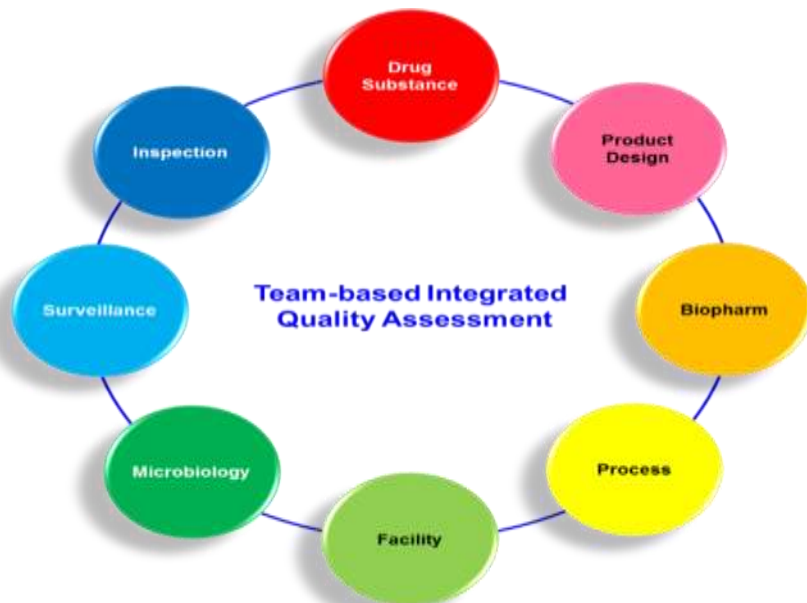 Drug
Substance
Product
Design
Inspection
Team-based Integrated
Quality Assessment
Surveillance
Biopharm
Microbiology
Process
Facility